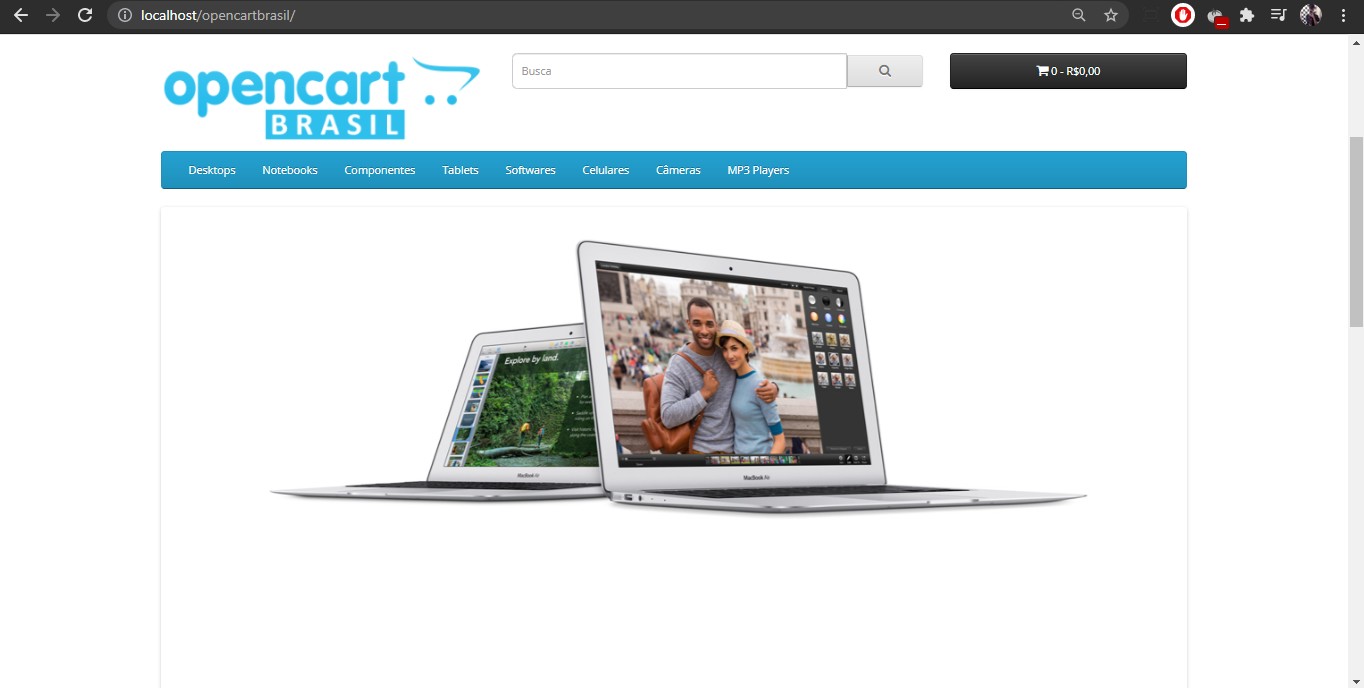 localhost/opencartbrasil/
opencart
BRASIL
Busca
0 - R$0,00
Desktops Notebooks Componentes Tablets Softwares Celulares Câmeras MP3 Players
Explore by land.
MacBook Air
MacBook Air